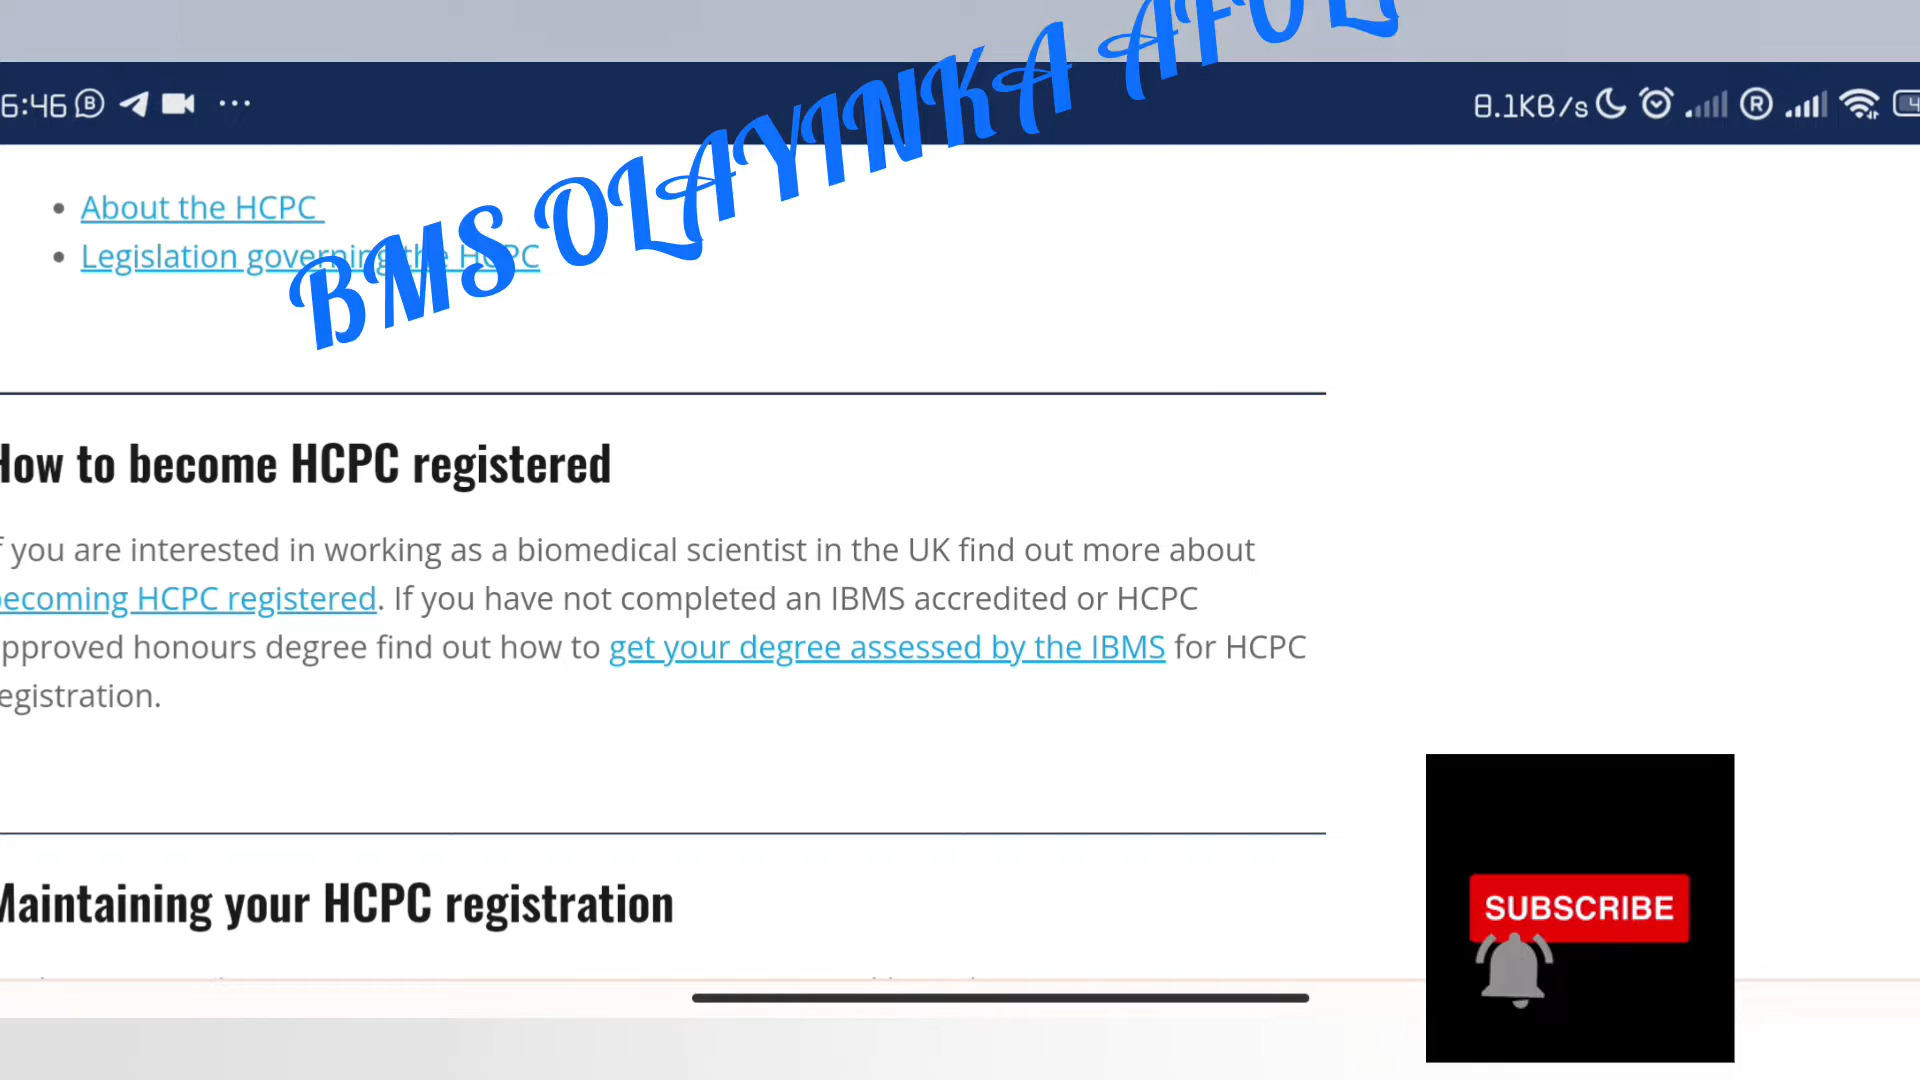 6:46
8.1KB/s
BMS OLAYINKA
About the HCPC
Legislation governing the HCPC
How to become HCPC registered
f you are interested in working as a biomedical scientist in the UK find out more about
becoming HCPC registered. If you have not completed an IBMS accredited or HCPC
pproved honours degree find out how to get your degree assessed by the IBMS for HCPC
egistration.
Maintaining your HCPC registration
SUBSCRIBE